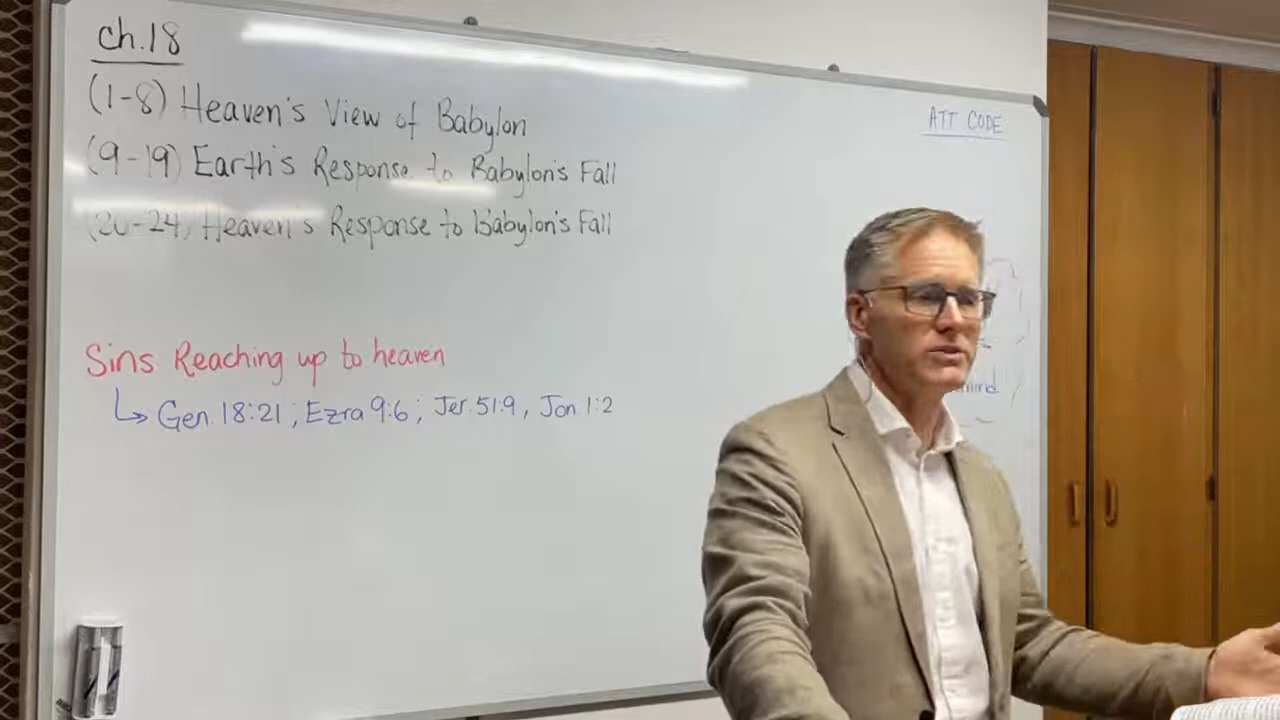 Ch.18
(1-8) Heaven's View of Babylon
(9-19) Earth's Response to Babylon's Fall
(20-24) Heaven's Response to Babylon's Fall
Sins Reaching up to heaven
↳ Gen. 18:21; Ezra 9:6; Jer. 51:9, Jon 1:2
ATT CODE